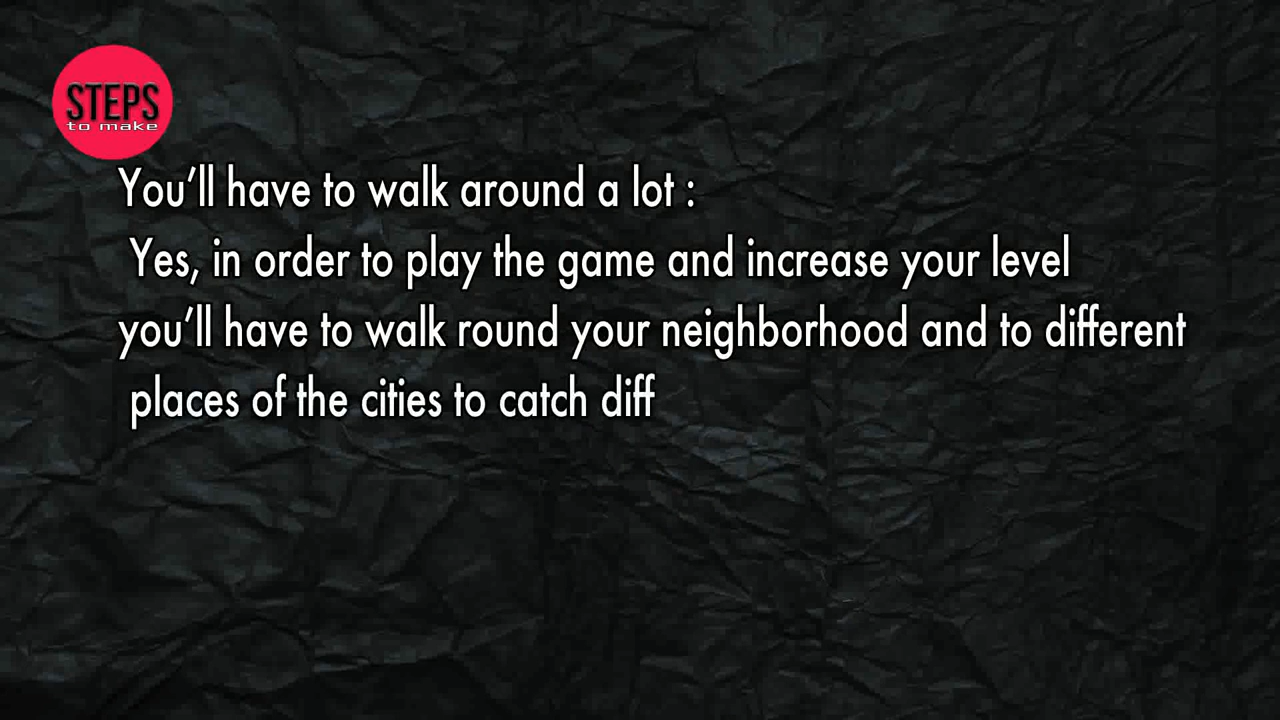 STEPS
to make
You'll have to walk around a lot :
Yes, in order to play the game and increase your level
you'll have to walk round your neighborhood and to different
places of the cities to catch diff